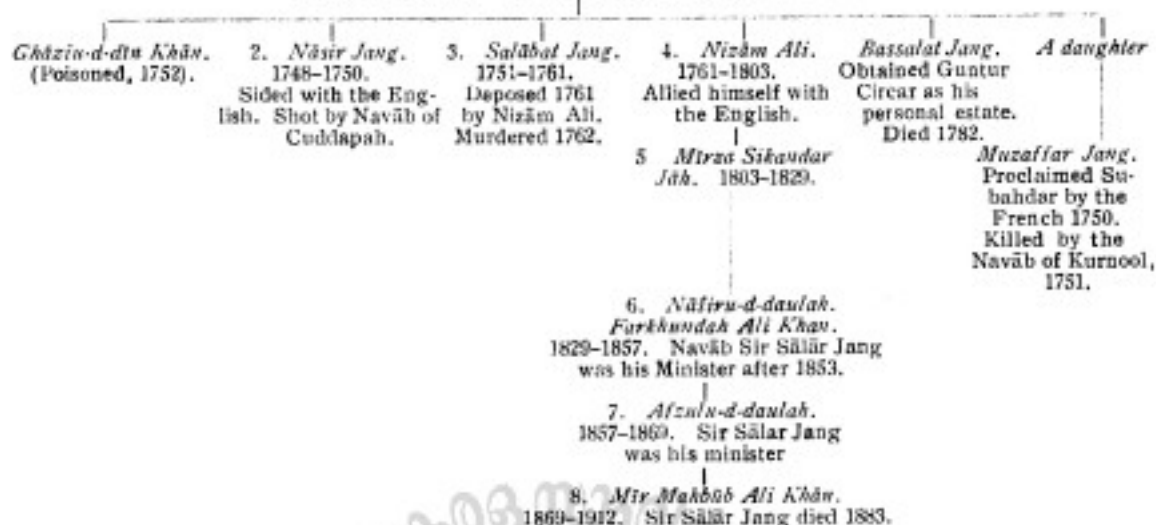 Ghāziu-d-dīn Khān.
(Poisoned, 1752).
2. Nāsir Jang.
1748–1750.
Sided with the Eng-
lish. Shot by Navāb of
Cuddapah.
3. Salābat Jang.
1751–1761.
Deposed 1761
by Nizām Ali.
Murdered 1762.
4. Nizām Ali.
1761–1803.
Allied himself with
the English.
Bassalat Jang.
Obtained Guntur
Circar as his
personal estate.
Died 1782.
A daughter
Muzaffar Jang.
Proclaimed Su-
bahdar by the
French 1750.
Killed by the
Navāb of Kurnool,
1751.
5 Mīrza Sikandar
Jāh. 1803–1829.
6. Nāṣiru-d-daulah.
Farkhundah Ali Khan.
1829–1857. Navāb Sir Sālār Jang
was his Minister after 1853.
7. Afzulu-d-daulah.
1857–1869. Sir Sālar Jang
was his minister
8. Mīr Mahbūb Ali Khān.
1869–1912. Sir Sālār Jang died 1883.